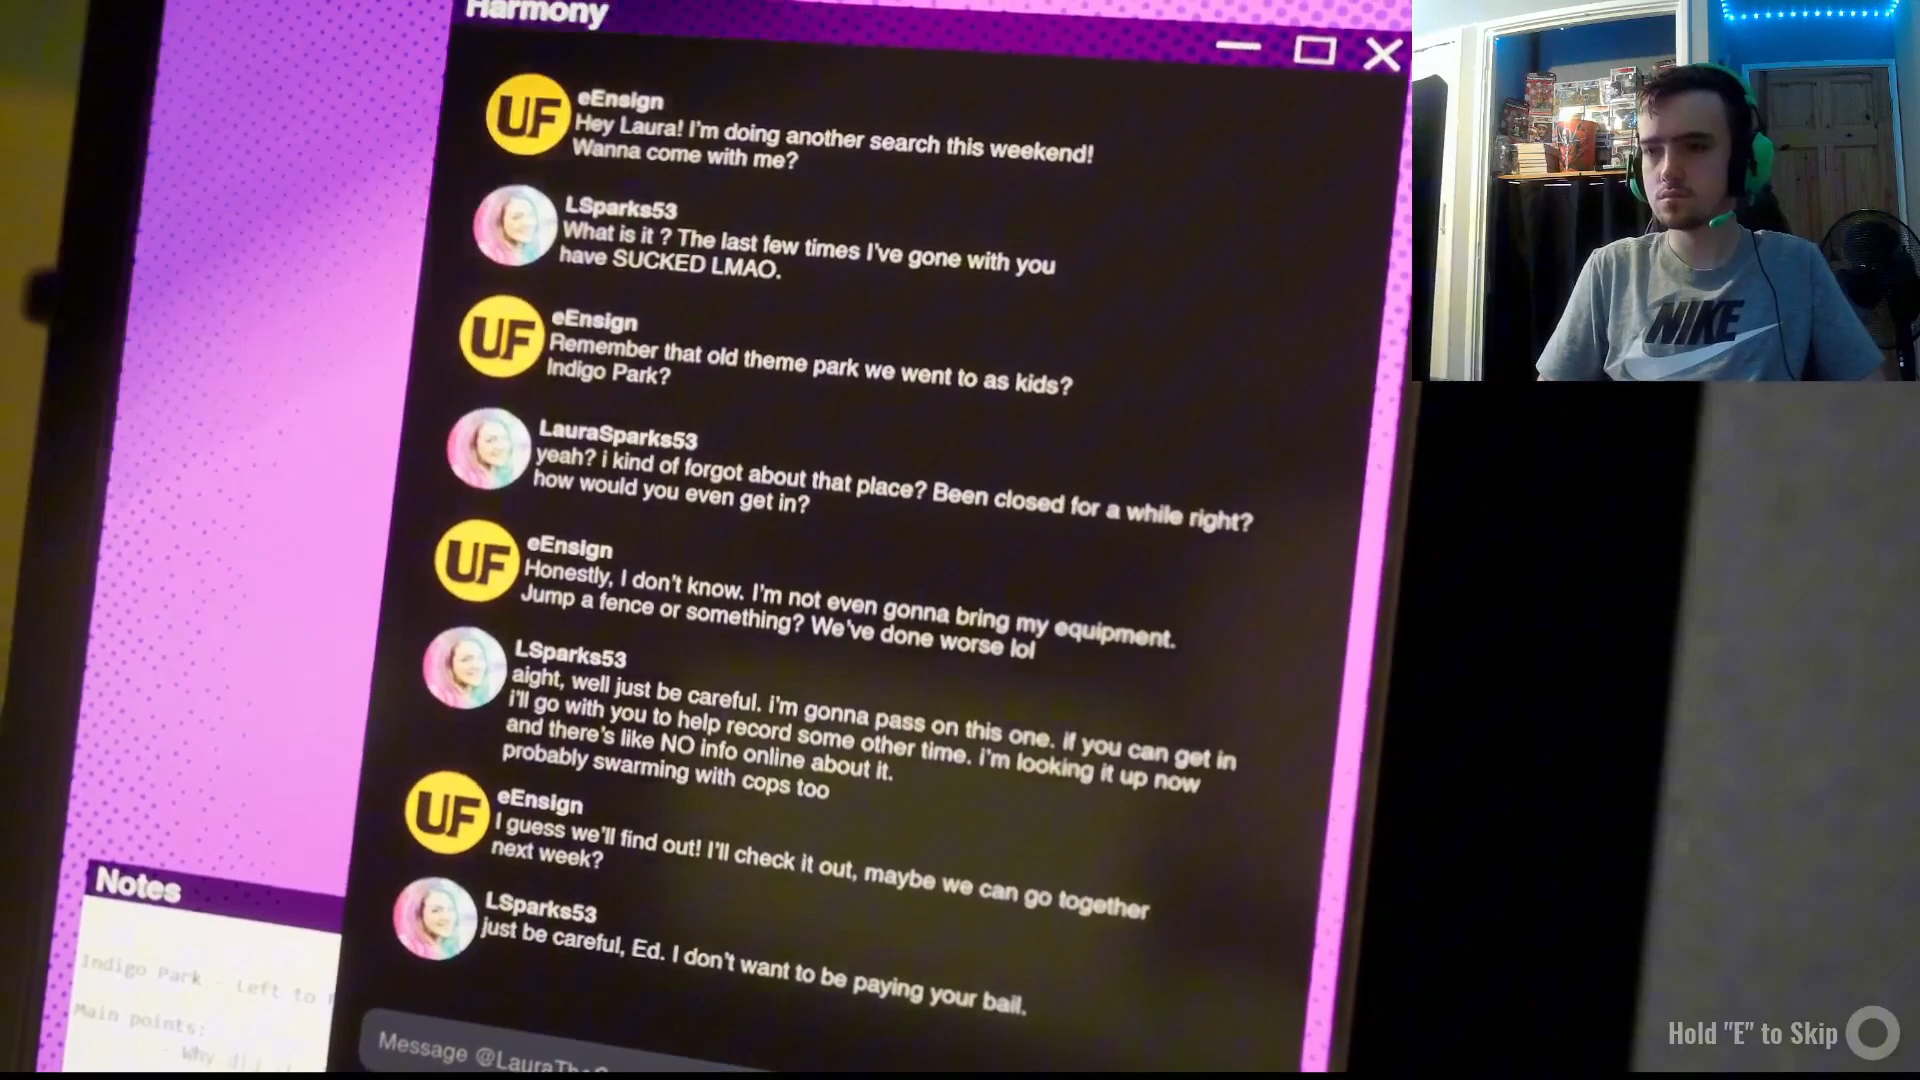 Harmony
UF
eEnsign
Hey Laura! I'm doing another search this weekend!
Wanna come with me?
LSparks53
What is it ? The last few times I've gone with you
have SUCKED LMAO.
UF
eEnsign
Remember that old theme park we went to as kids?
Indigo Park?
LauraSparks53
yeah? i kind of forgot about that place? Been closed for a while right?
how would you even get in?
UF
eEnsign
Honestly, I don't know. I'm not even gonna bring my equipment.
Jump a fence or something? We've done worse lol
LSparks53
aight, well just be careful. i'm gonna pass on this one. if you can get in
i'll go with you to help record some other time. i'm looking it up now
and there's like NO info online about it.
probably swarming with cops too
UF
eEnsign
I guess we'll find out! I'll check it out, maybe we can go together
next week?
LSparks53
just be careful, Ed. I don't want to be paying your bail.
Message
Notes
Indigo Park - Left to
Main points:
- Why did
NIKE
Hold "E" to Skip